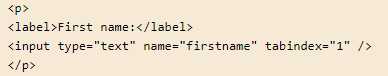 <p>
<label>First name:</label>
<input type="text" name="firstname" tabindex="1" />
</p>